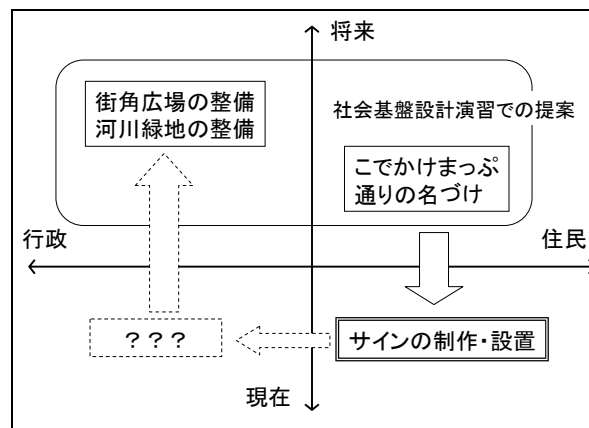 将来
街角広場の整備
河川緑地の整備
社会基盤設計演習での提案
こでかけまっぷ
通りの名づけ
行政
住民
？？？
サインの制作・設置
現在